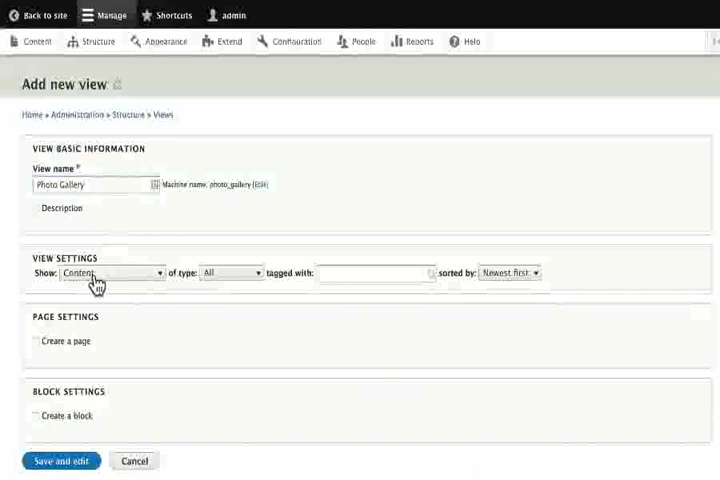 Back to site Manage Shortcuts admin
Content Structure Appearance Extend Configuration People Reports Help
Add new view
Home » Administration » Structure » Views
VIEW BASIC INFORMATION
View name *
Photo Gallery Machine name: photo_gallery [Edit]
Description
VIEW SETTINGS
Show: Content of type: All tagged with: sorted by: Newest first
PAGE SETTINGS
Create a page
BLOCK SETTINGS
Create a block
Save and edit Cancel